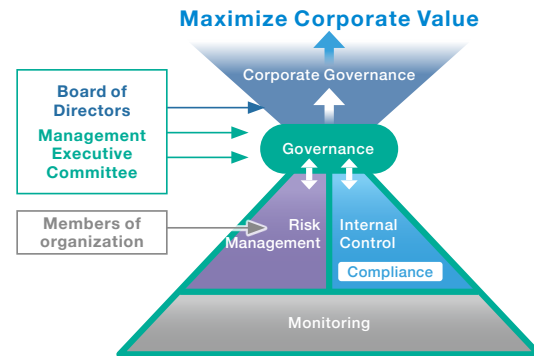 Maximize Corporate Value
Corporate Governance
Board of
Directors
Management
Executive
Committee
Governance
Members of
organization
Risk
Management
Internal
Control
Compliance
Monitoring